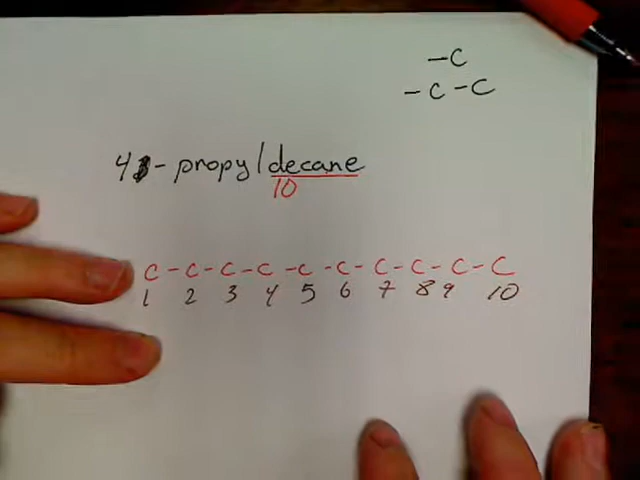 – C
– C – C
4 - propyldecane
10
C - C - C - C - C - C - C - C - C - C
1 2 3 4 5 6 7 8 9 10